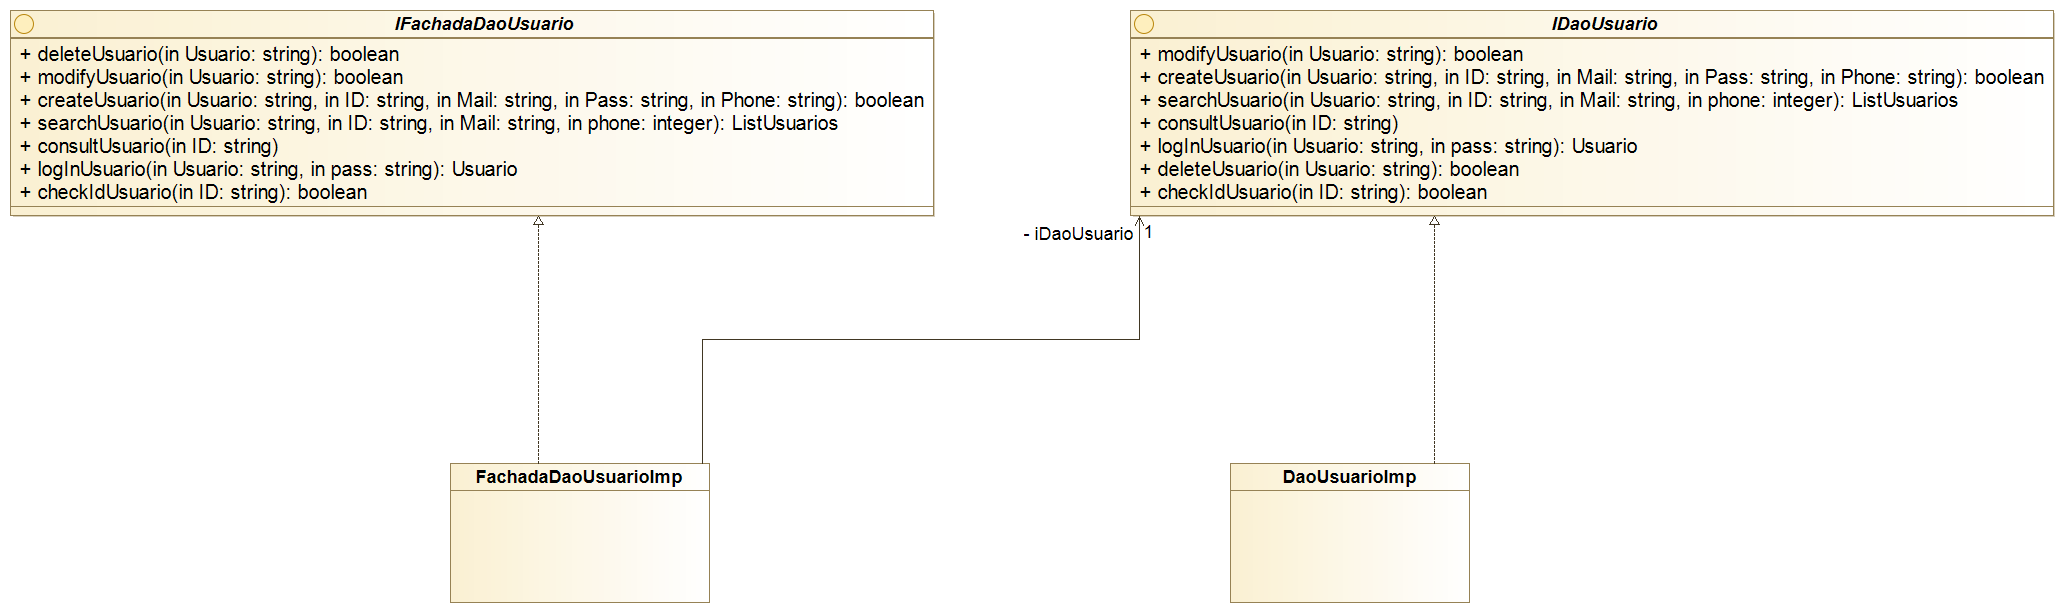 IFachadaDaoUsuario
+ deleteUsuario(in Usuario: string): boolean
+ modifyUsuario(in Usuario: string): boolean
+ createUsuario(in Usuario: string, in ID: string, in Mail: string, in Pass: string, in Phone: string): boolean
+ searchUsuario(in Usuario: string, in ID: string, in Mail: string, in phone: integer): ListUsuarios
+ consultUsuario(in ID: string)
+ logInUsuario(in Usuario: string, in pass: string): Usuario
+ checkIdUsuario(in ID: string): boolean
IDaoUsuario
+ modifyUsuario(in Usuario: string): boolean
+ createUsuario(in Usuario: string, in ID: string, in Mail: string, in Pass: string, in Phone: string): boolean
+ searchUsuario(in Usuario: string, in ID: string, in Mail: string, in phone: integer): ListUsuarios
+ consultUsuario(in ID: string)
+ logInUsuario(in Usuario: string, in pass: string): Usuario
+ deleteUsuario(in Usuario: string): boolean
+ checkIdUsuario(in ID: string): boolean
- iDaoUsuario 1
FachadaDaoUsuarioImp
DaoUsuarioImp